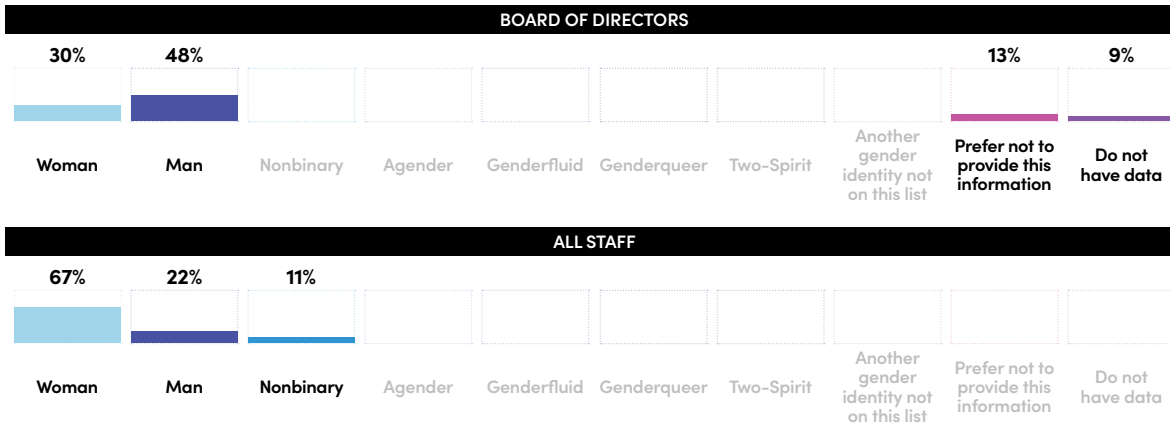 BOARD OF DIRECTORS
30% 48% 13% 9%
Woman Man Nonbinary Agender Genderfluid Genderqueer Two-Spirit
Another
gender
identity not
on this list
Prefer not to
provide this
information
Do not
have data
ALL STAFF
67% 22% 11%
Woman Man Nonbinary Agender Genderfluid Genderqueer Two-Spirit
Another
gender
identity not
on this list
Prefer not to
provide this
information
Do not
have data